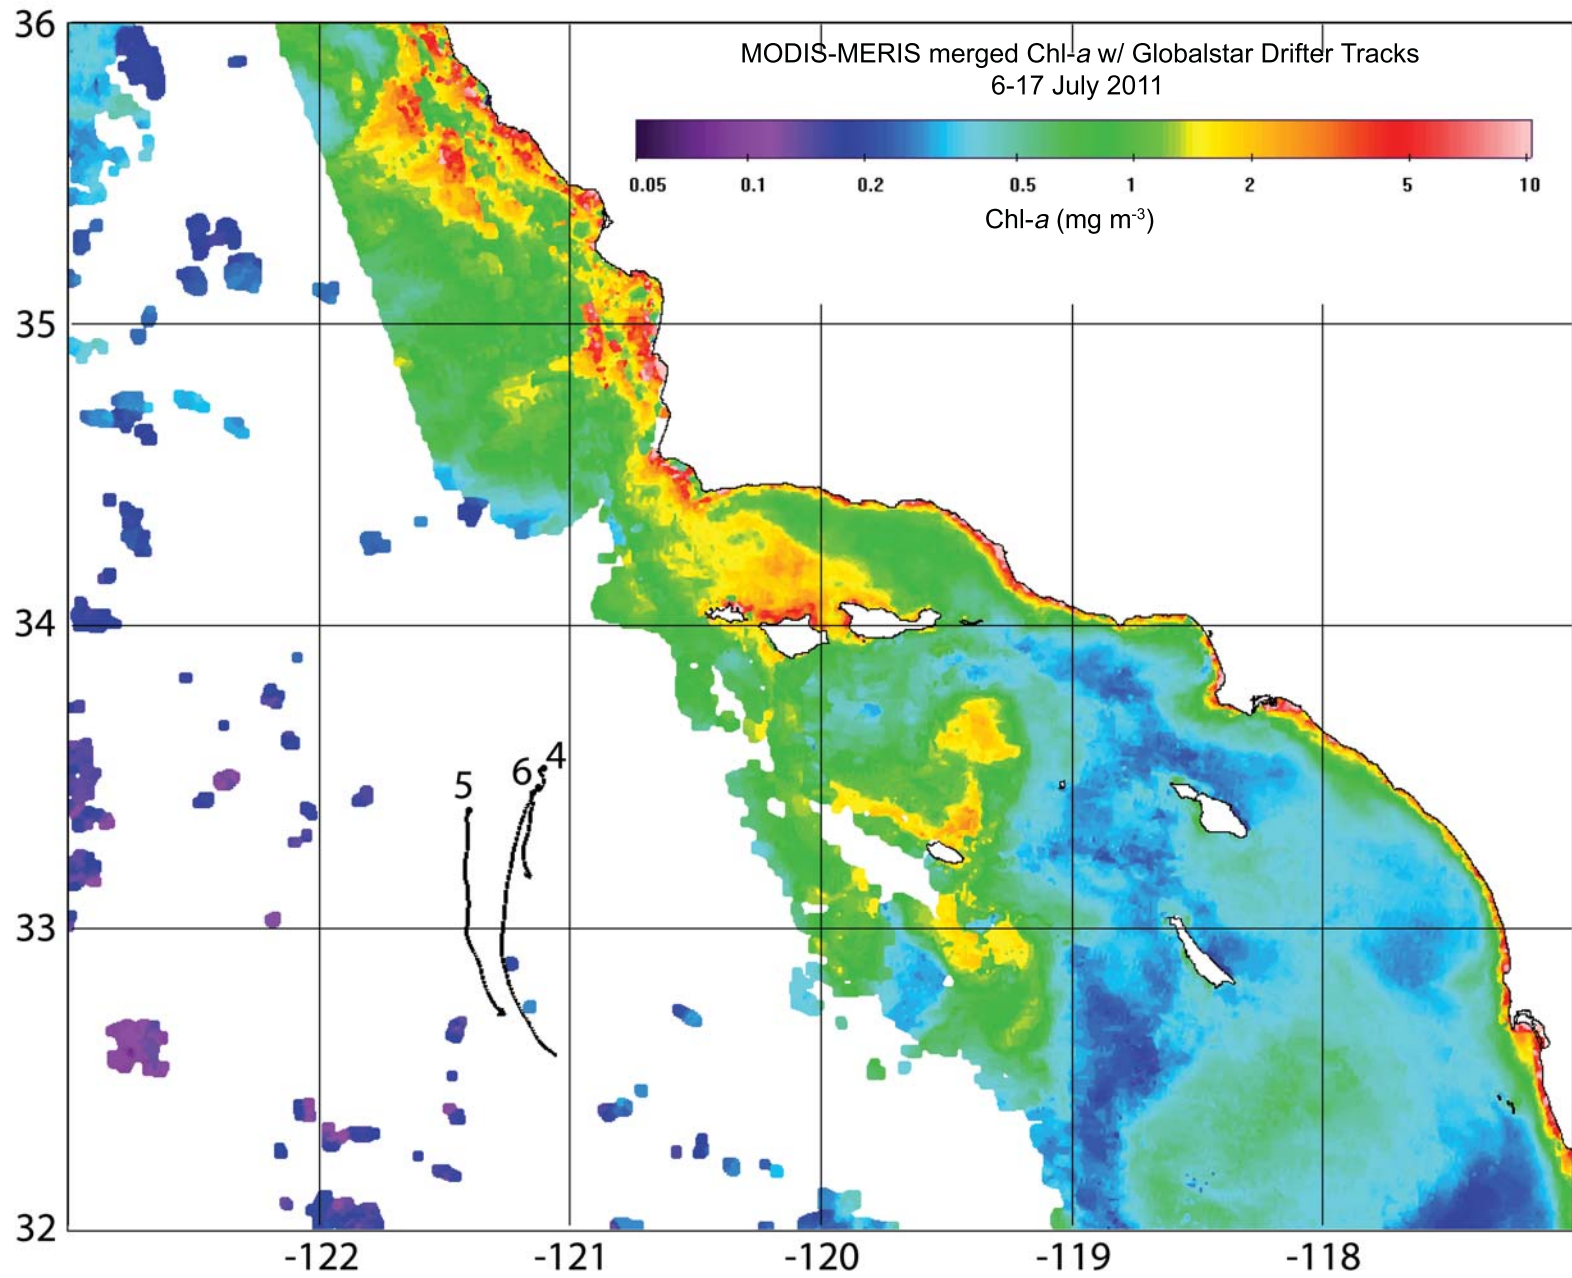 MODIS-MERIS merged Chl-a w/ Globalstar Drifter Tracks
6-17 July 2011
0.05 0.1 0.2 0.5 1 2 5 10
Chl-a (mg m-3)
36
35
34
33
32
5 6 4
-122 -121 -120 -119 -118